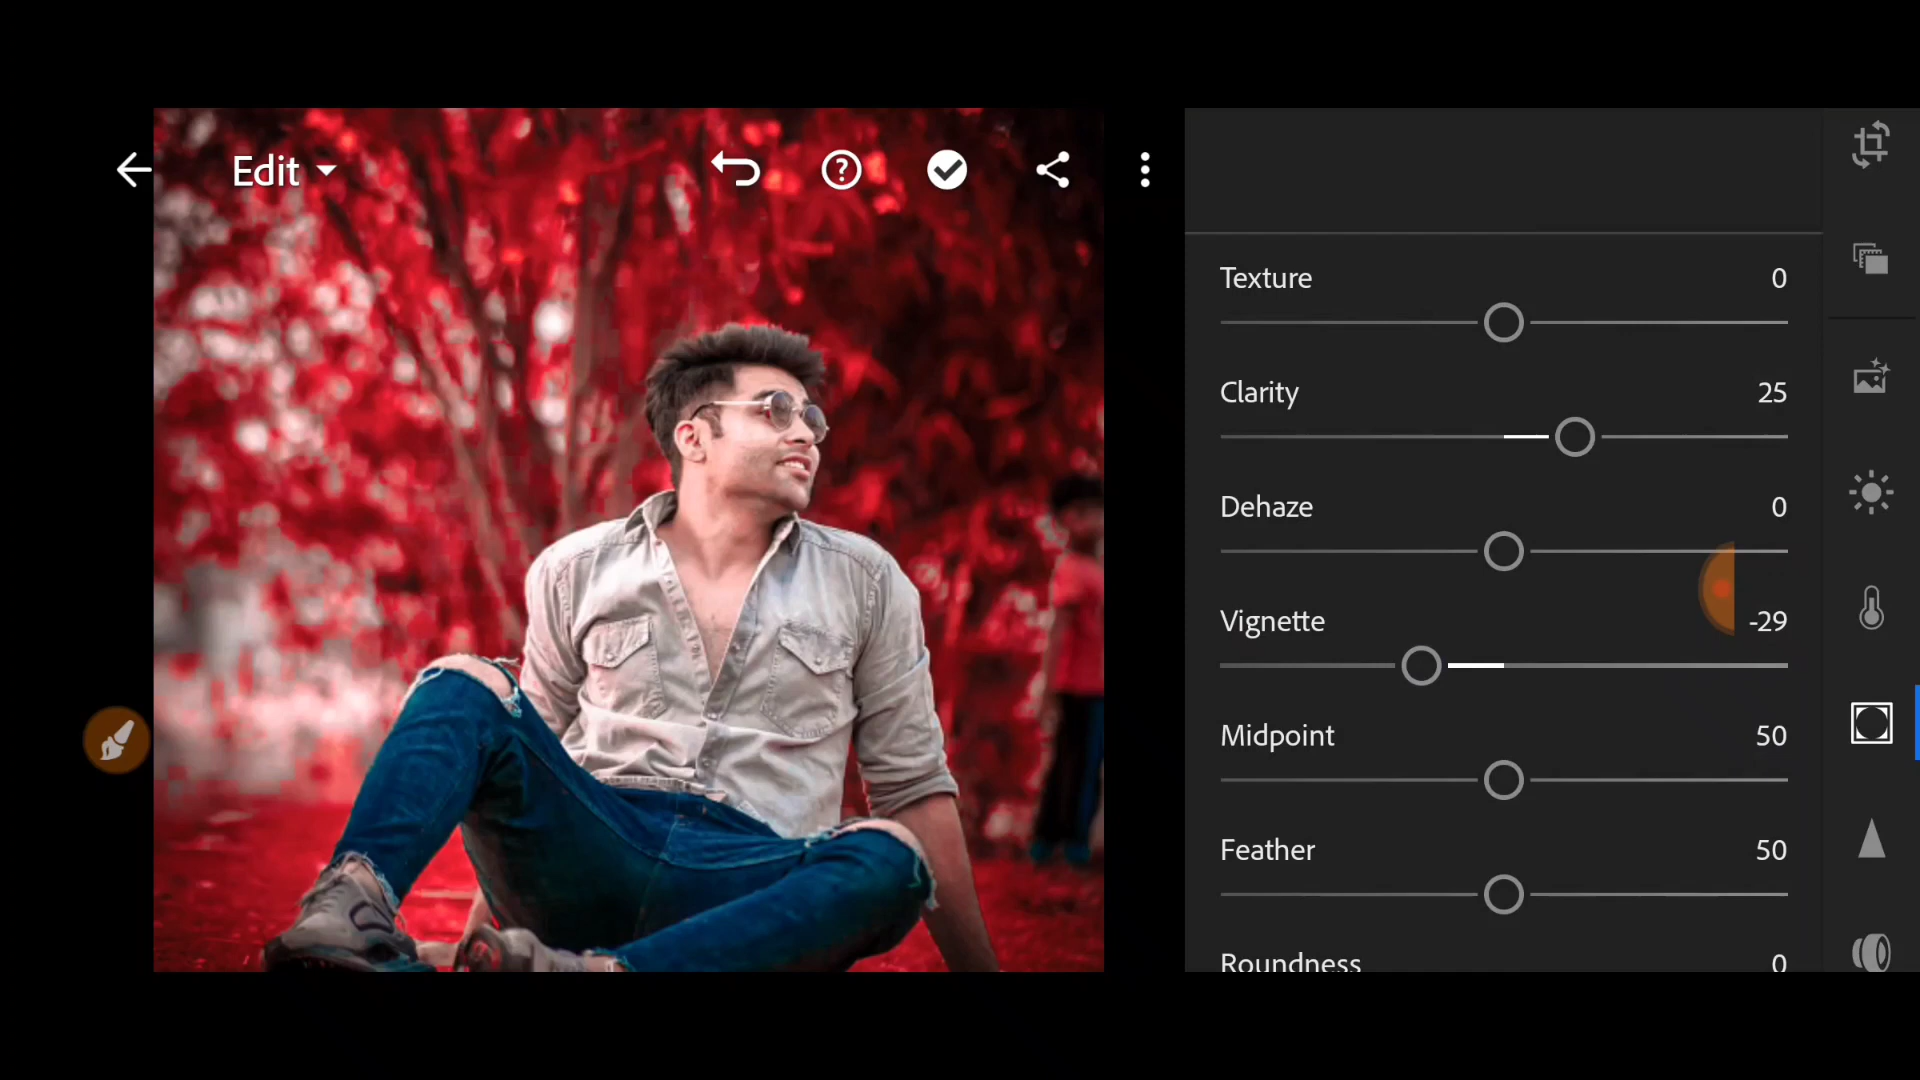 Edit
Texture 0
Clarity 25
Dehaze 0
Vignette -29
Midpoint 50
Feather 50
Roundness 0